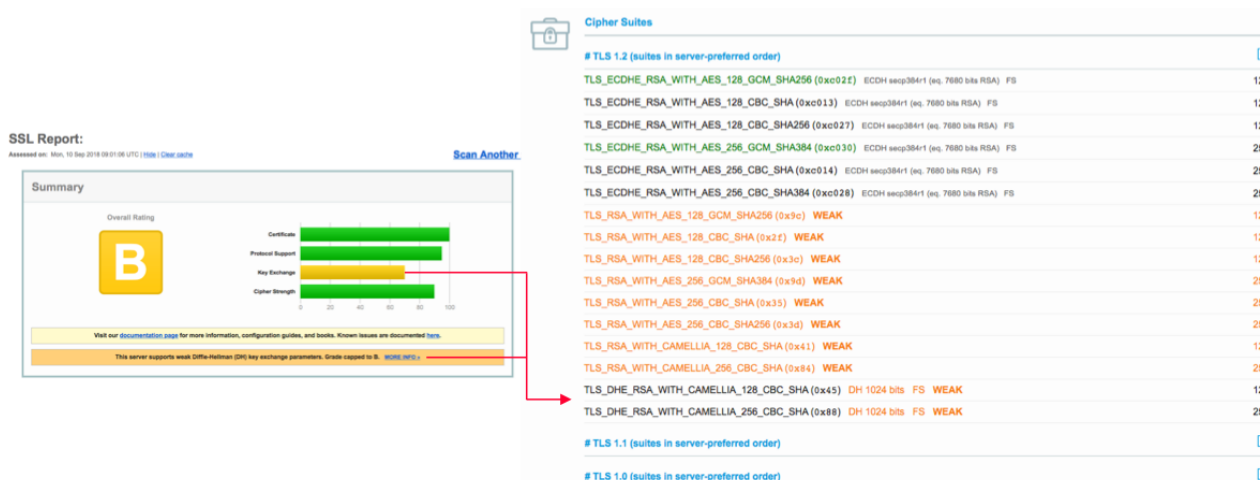 SSL Report:
Assessed on: Mon, 10 Sep 2018 09:01:06 UTC | Hide | Clear cache
Scan Another
Summary
Overall Rating
B
Certificate
Protocol Support
Key Exchange
Cipher Strength
0 20 40 60 80 100
Visit our documentation page for more information, configuration guides, and books. Known issues are documented here.
This server supports weak Diffie-Hellman (DH) key exchange parameters. Grade capped to B. MORE INFO »
Cipher Suites
# TLS 1.2 (suites in server-preferred order)
TLS_ECDHE_RSA_WITH_AES_128_GCM_SHA256 (0xc02f) ECDH secp384r1 (eq. 7680 bits RSA) FS
TLS_ECDHE_RSA_WITH_AES_128_CBC_SHA (0xc013) ECDH secp384r1 (eq. 7680 bits RSA) FS
TLS_ECDHE_RSA_WITH_AES_128_CBC_SHA256 (0xc027) ECDH secp384r1 (eq. 7680 bits RSA) FS
TLS_ECDHE_RSA_WITH_AES_256_GCM_SHA384 (0xc030) ECDH secp384r1 (eq. 7680 bits RSA) FS
TLS_ECDHE_RSA_WITH_AES_256_CBC_SHA (0xc014) ECDH secp384r1 (eq. 7680 bits RSA) FS
TLS_ECDHE_RSA_WITH_AES_256_CBC_SHA384 (0xc028) ECDH secp384r1 (eq. 7680 bits RSA) FS
TLS_RSA_WITH_AES_128_GCM_SHA256 (0x9c) WEAK
TLS_RSA_WITH_AES_128_CBC_SHA (0x2f) WEAK
TLS_RSA_WITH_AES_128_CBC_SHA256 (0x3c) WEAK
TLS_RSA_WITH_AES_256_GCM_SHA384 (0x9d) WEAK
TLS_RSA_WITH_AES_256_CBC_SHA (0x35) WEAK
TLS_RSA_WITH_AES_256_CBC_SHA256 (0x3d) WEAK
TLS_RSA_WITH_CAMELLIA_128_CBC_SHA (0x41) WEAK
TLS_RSA_WITH_CAMELLIA_256_CBC_SHA (0x84) WEAK
TLS_DHE_RSA_WITH_CAMELLIA_128_CBC_SHA (0x45) DH 1024 bits FS WEAK
TLS_DHE_RSA_WITH_CAMELLIA_256_CBC_SHA (0x88) DH 1024 bits FS WEAK
# TLS 1.1 (suites in server-preferred order)
# TLS 1.0 (suites in server-preferred order)